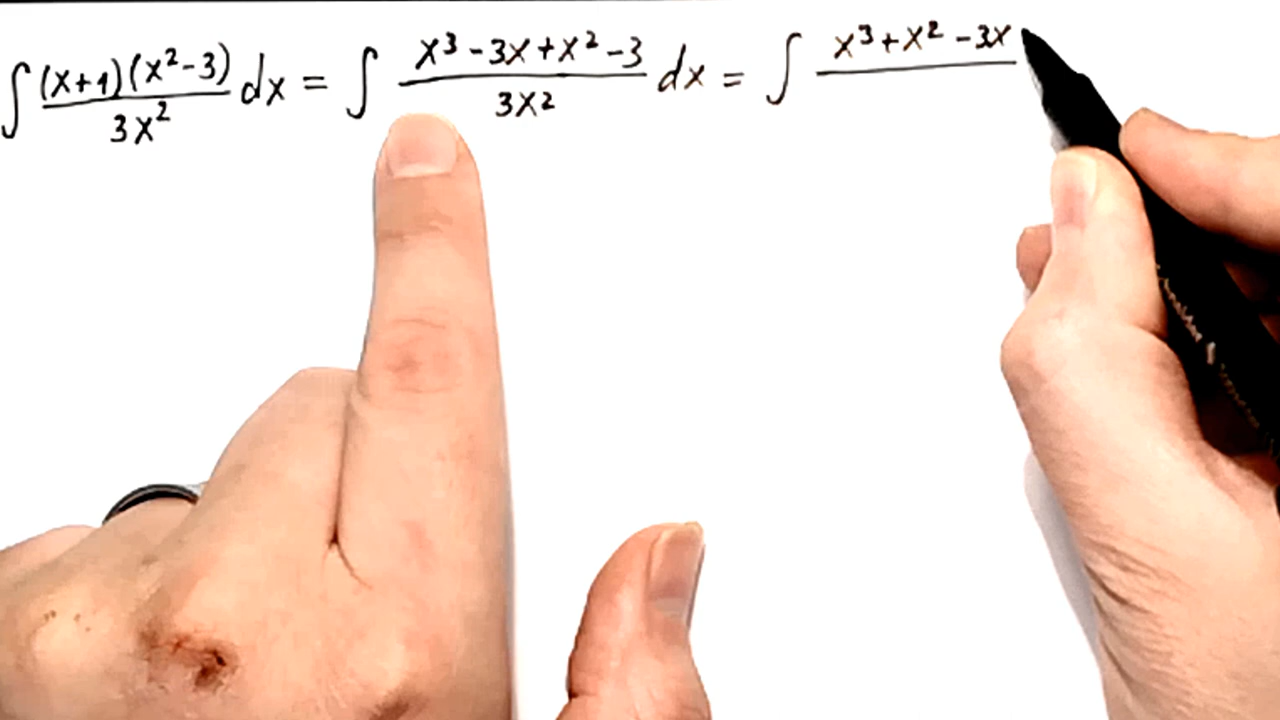 ∫ (x+1)(x²-3)/3x² dx = ∫ x³-3x+x²-3/3x² dx = ∫ x³+x²-3x